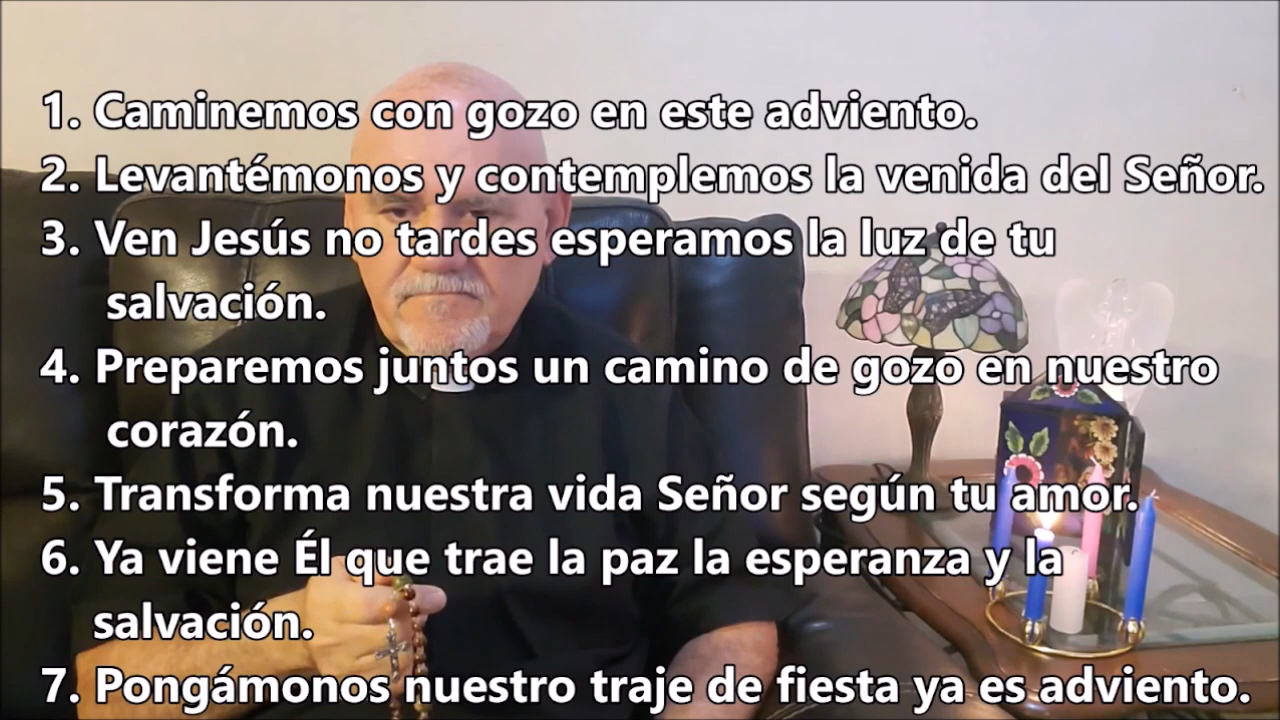 1. Caminemos con gozo en este adviento.
2. Levantémonos y contemplemos la venida del Señor.
3. Ven Jesús no tardes esperamos la luz de tu
salvación.
4. Preparemos juntos un camino de gozo en nuestro
corazón.
5. Transforma nuestra vida Señor según tu amor.
6. Ya viene Él que trae la paz la esperanza y la
salvación.
7. Pongámonos nuestro traje de fiesta ya es adviento.